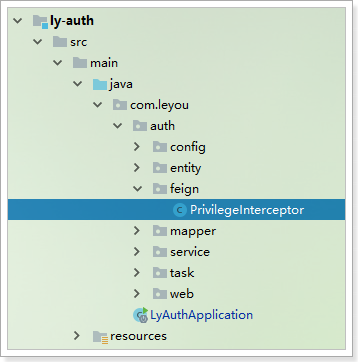 ly-auth
src
main
java
com.leyou
auth
config
entity
feign
PrivilegeInterceptor
mapper
service
task
web
LyAuthApplication
resources